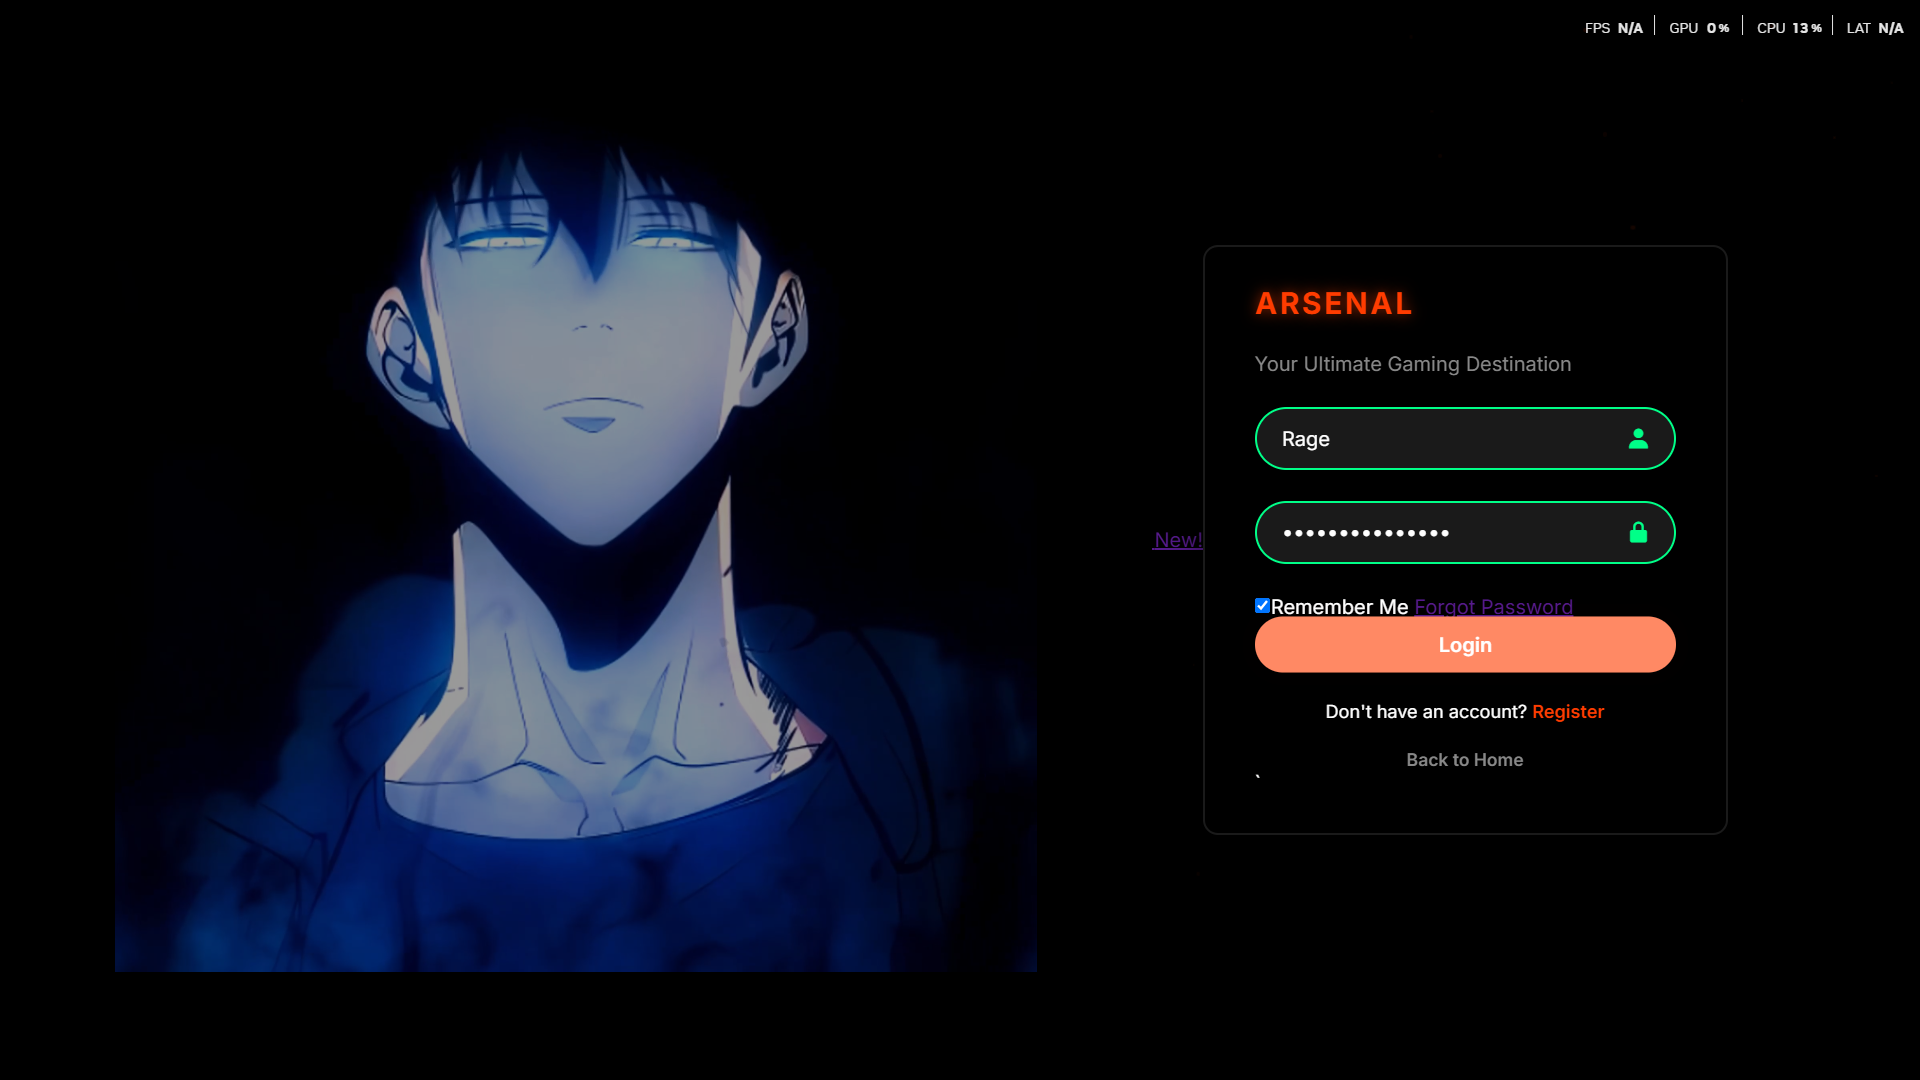 FPS N/A GPU 0% CPU 13% LAT N/A
ARSENAL
Your Ultimate Gaming Destination
Rage
•••••••••••••••
New!
Remember Me Forgot Password
Login
Don't have an account? Register
Back to Home
`